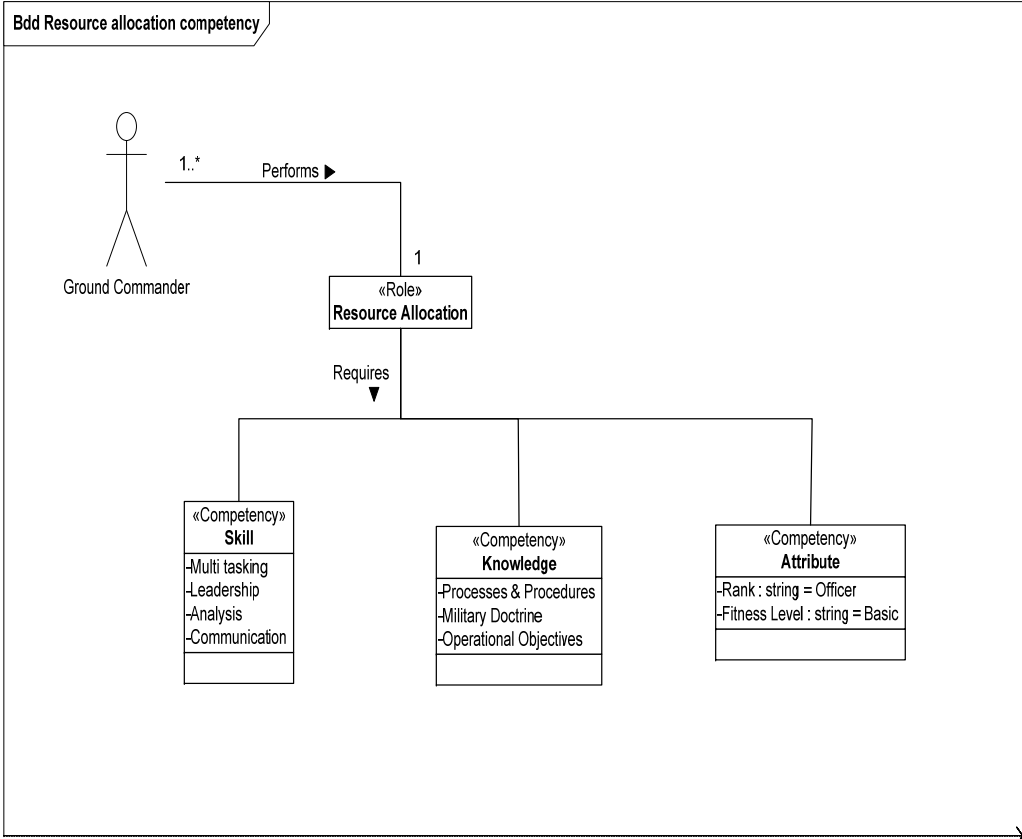 Bdd Resource allocation competency
1..*
Performs
1
Ground Commander
«Role»
Resource Allocation
Requires
«Competency»
Skill
-Multi tasking
-Leadership
-Analysis
-Communication
«Competency»
Knowledge
-Processes & Procedures
-Military Doctrine
-Operational Objectives
«Competency»
Attribute
-Rank : string = Officer
-Fitness Level : string = Basic